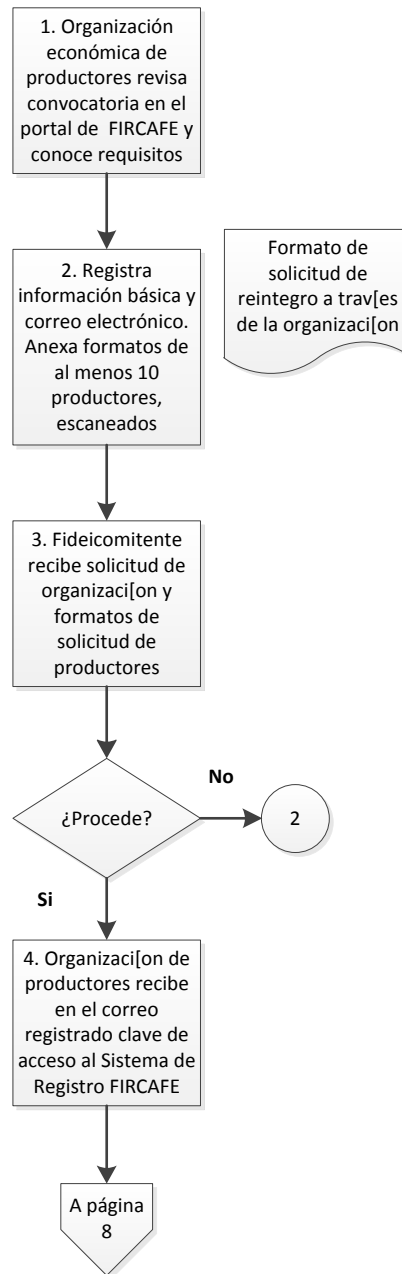 1. Organización
económica de
productores revisa
convocatoria en el
portal de FIRCAFE y
conoce requisitos
2. Registra
información básica y
correo electrónico.
Anexa formatos de
al menos 10
productores,
escaneados
Formato de
solicitud de
reintegro a trav[es
de la organizaci[on
3. Fideicomitente
recibe solicitud de
organizaci[on y
formatos de
solicitud de
productores
¿Procede?
No
2
Si
4. Organizaci[on de
productores recibe
en el correo
registrado clave de
acceso al Sistema de
Registro FIRCAFE
A página
8